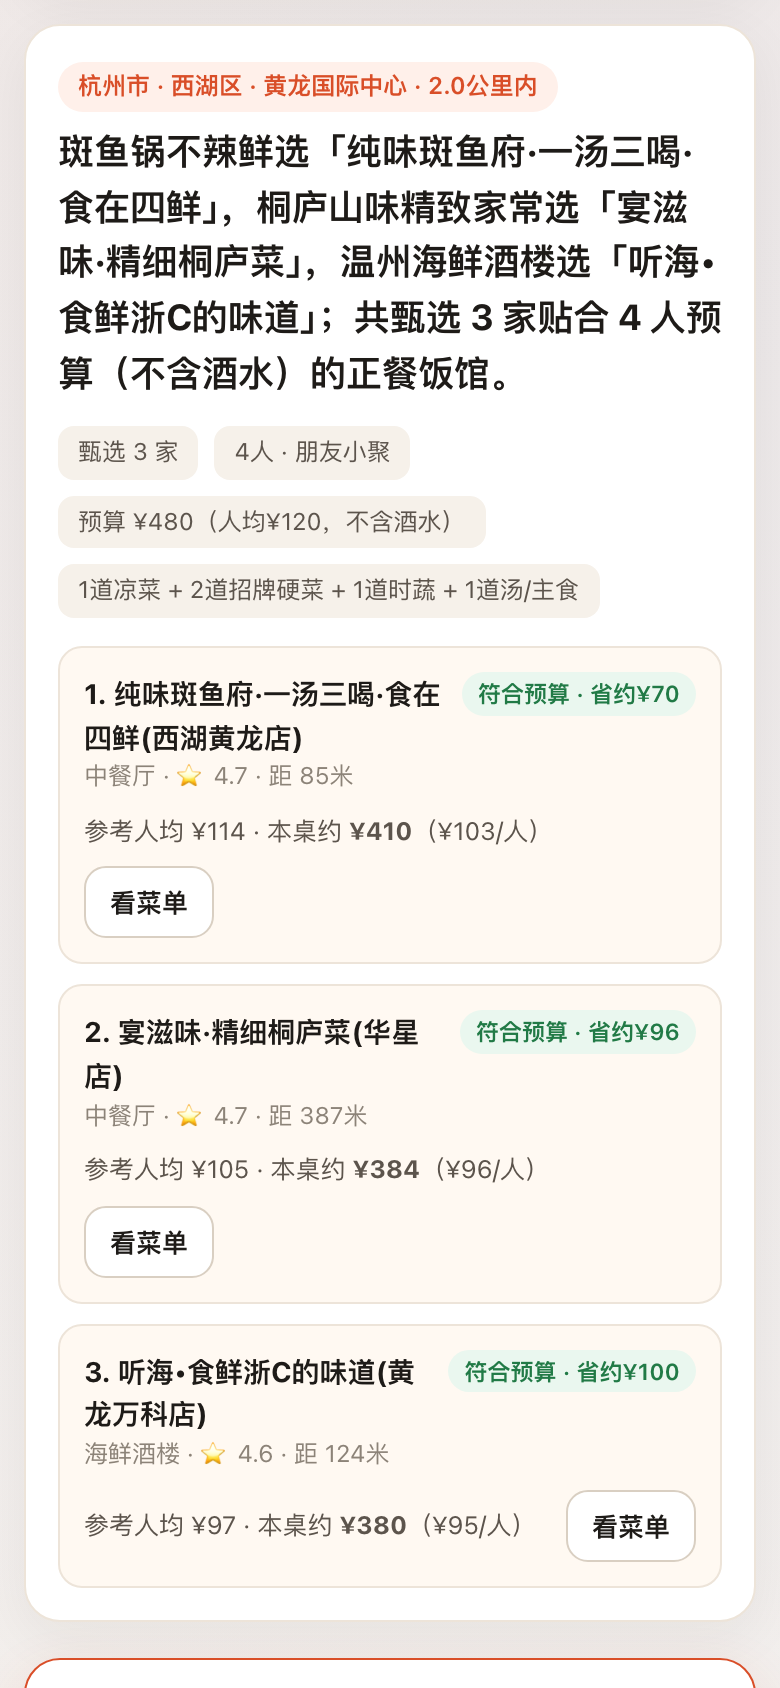 杭州市 · 西湖区 · 黄龙国际中心 · 2.0公里内
斑鱼锅不辣鲜选「纯味斑鱼府·一汤三喝·
食在四鲜」，桐庐山味精致家常选「宴滋
味·精细桐庐菜」，温州海鲜酒楼选「听海•
食鲜浙C的味道」；共甄选 3 家贴合 4 人预
算（不含酒水）的正餐饭馆。
甄选 3 家
4人 · 朋友小聚
预算 ¥480（人均¥120，不含酒水）
1道凉菜 + 2道招牌硬菜 + 1道时蔬 + 1道汤/主食
1. 纯味斑鱼府·一汤三喝·食在
四鲜(西湖黄龙店)
符合预算 · 省约¥70
中餐厅 · ⭐ 4.7 · 距 85米
参考人均 ¥114 · 本桌约 ¥410（¥103/人）
看菜单
2. 宴滋味·精细桐庐菜(华星
店)
符合预算 · 省约¥96
中餐厅 · ⭐ 4.7 · 距 387米
参考人均 ¥105 · 本桌约 ¥384（¥96/人）
看菜单
3. 听海•食鲜浙C的味道(黄
龙万科店)
符合预算 · 省约¥100
海鲜酒楼 · ⭐ 4.6 · 距 124米
参考人均 ¥97 · 本桌约 ¥380（¥95/人）
看菜单